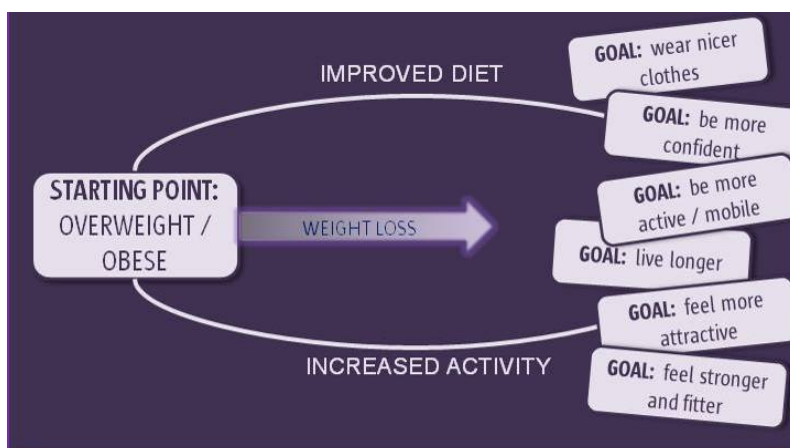 IMPROVED DIET
GOAL: wear nicer
clothes
GOAL: be more
confident
STARTING POINT:
OVERWEIGHT /
OBESE
WEIGHT LOSS
GOAL: be more
active / mobile
GOAL: live longer
GOAL: feel more
attractive
INCREASED ACTIVITY
GOAL: feel stronger
and fitter